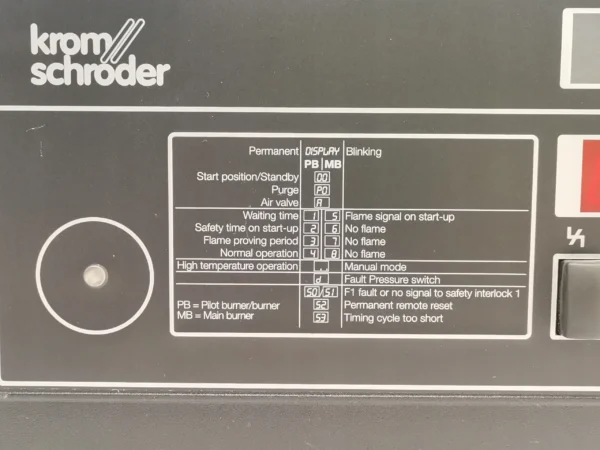 krom
schroder
Permanent DISPLAY Blinking
PB MB
Start position/Standby 00
Purge P0
Air valve A
Waiting time 1 5 Flame signal on start-up
Safety time on start-up 2 6 No flame
Flame proving period 3 7 No flame
Normal operation 4 8 No flame
High temperature operation Manual mode
d Fault Pressure switch
50/51 F1 fault or no signal to safety interlock 1
PB = Pilot burner/burner 52 Permanent remote reset
MB = Main burner 53 Timing cycle too short